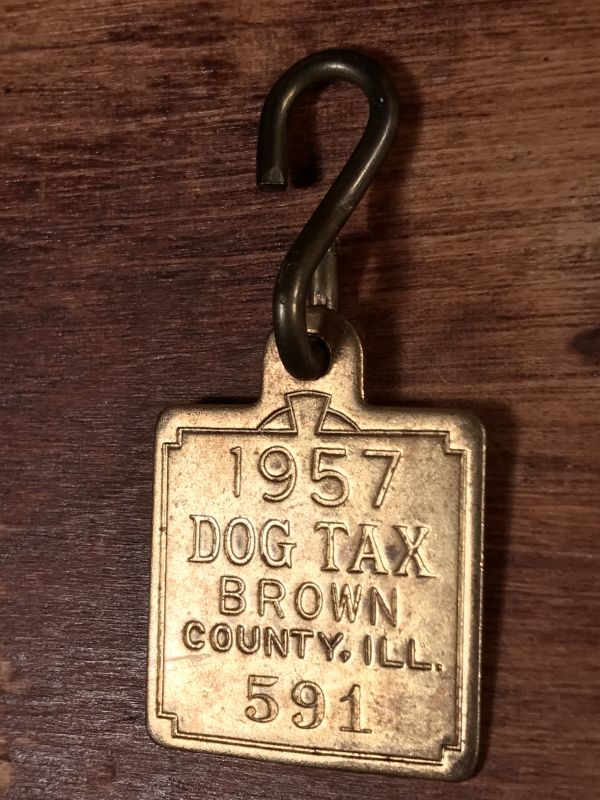 1957
DOG TAX
BROWN
COUNTY, ILL.
591